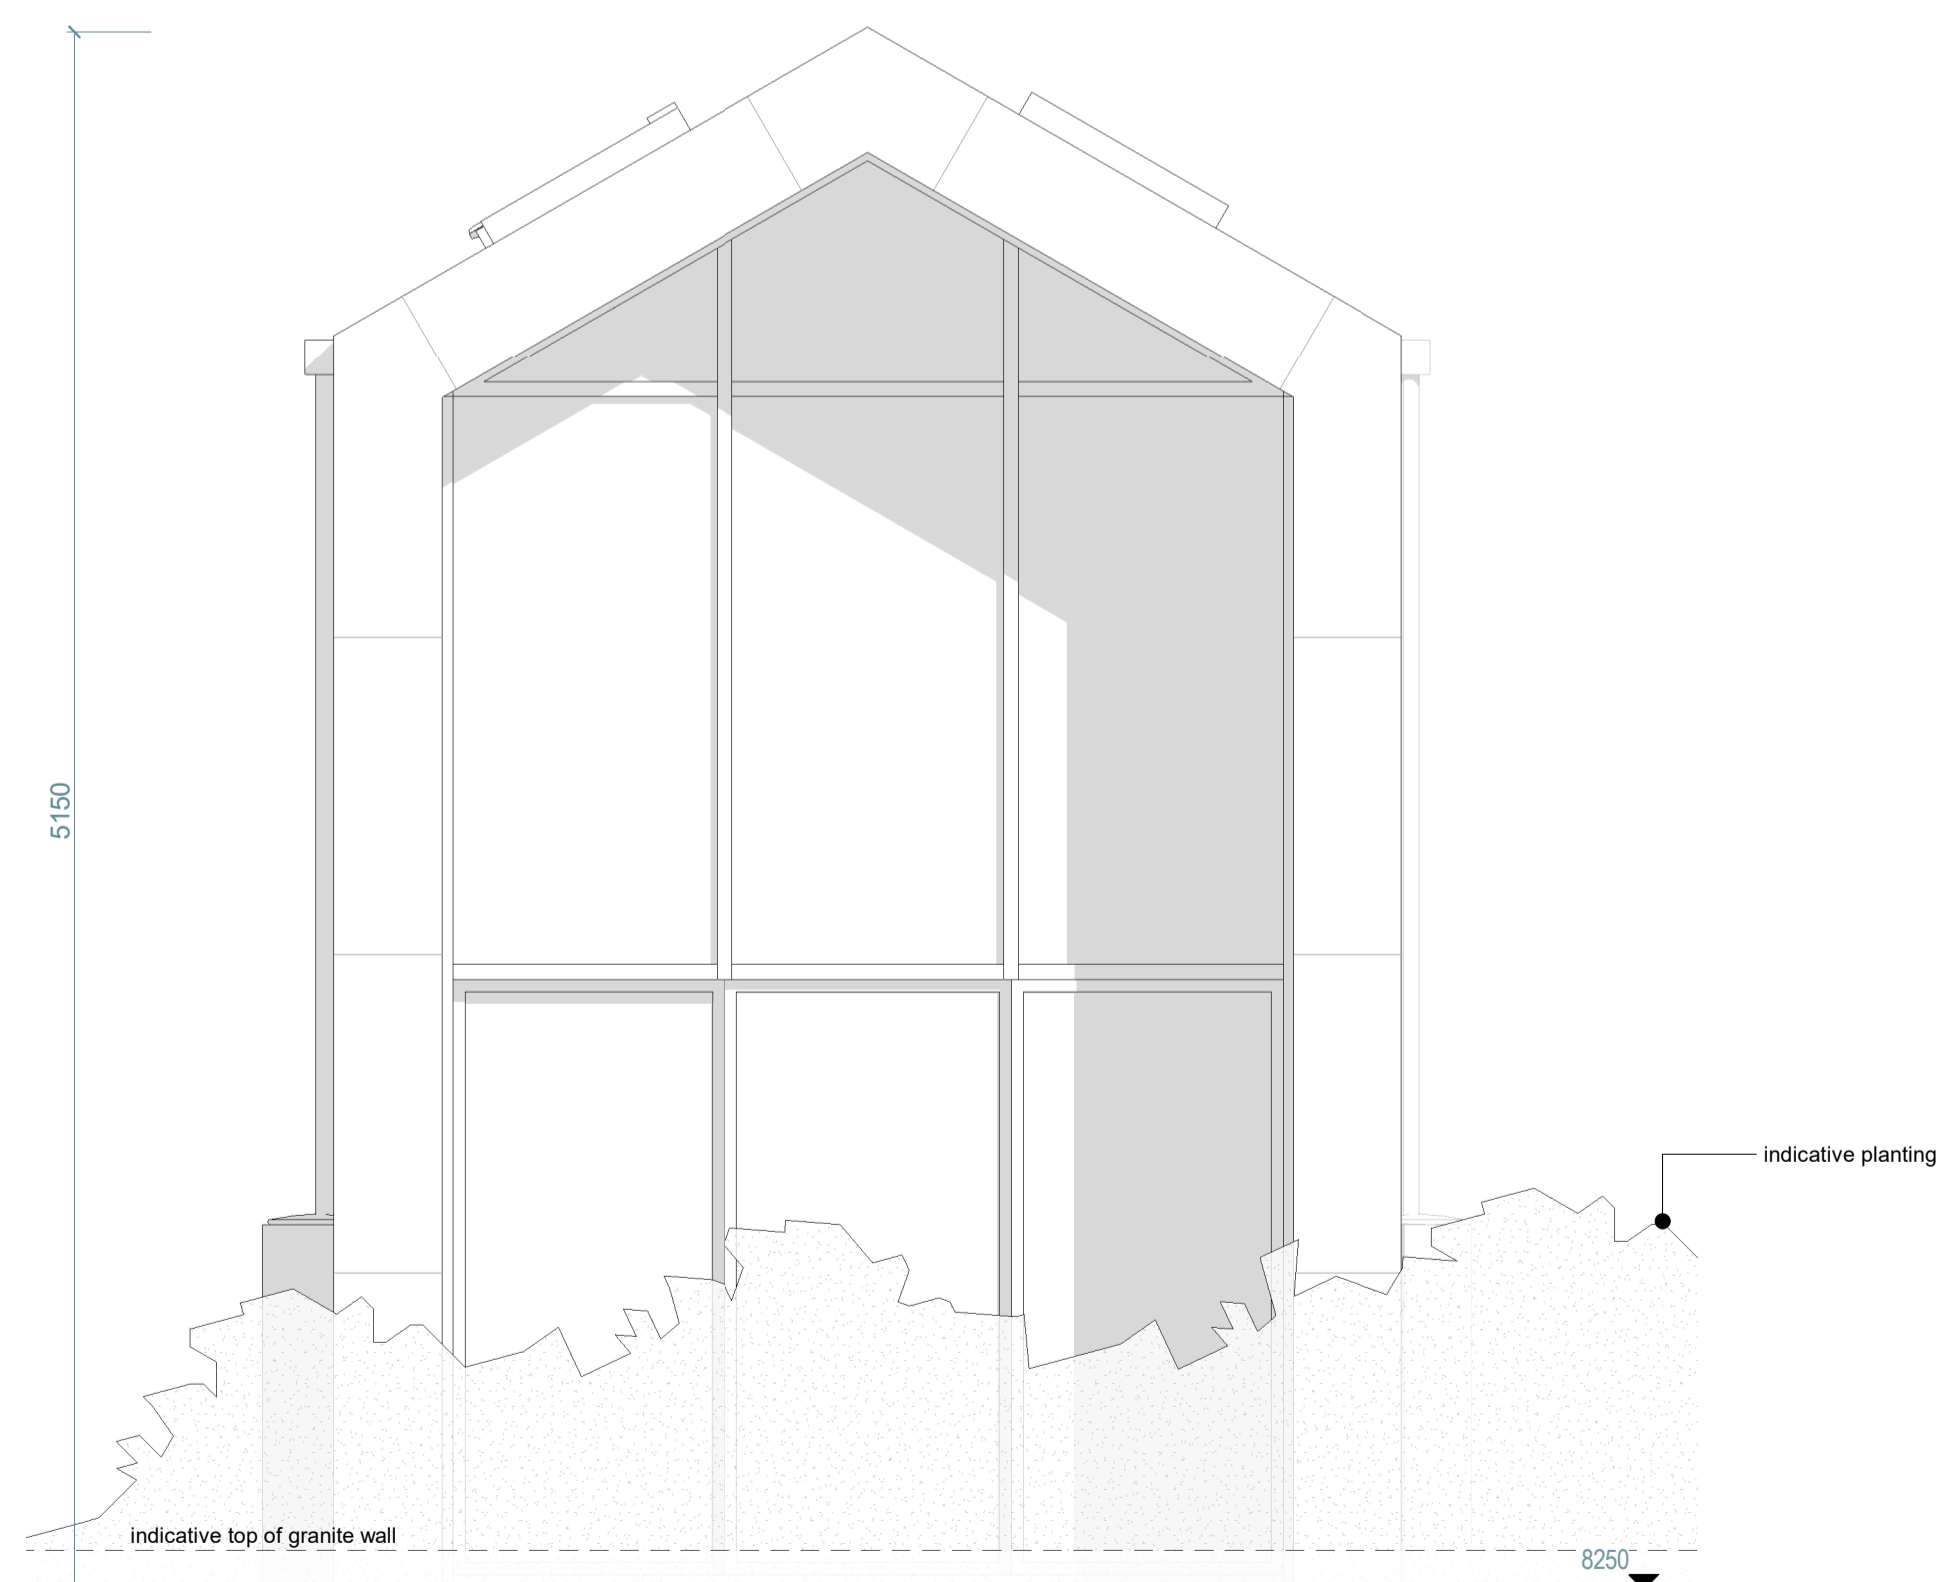 5150
indicative planting
indicative top of granite wall
8250